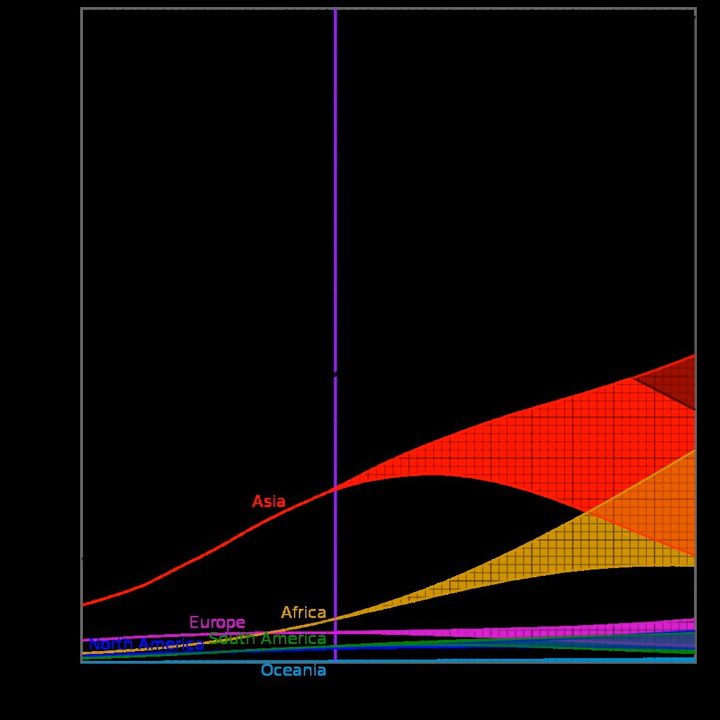 Asia
Africa
Europe
South America
North America
Oceania